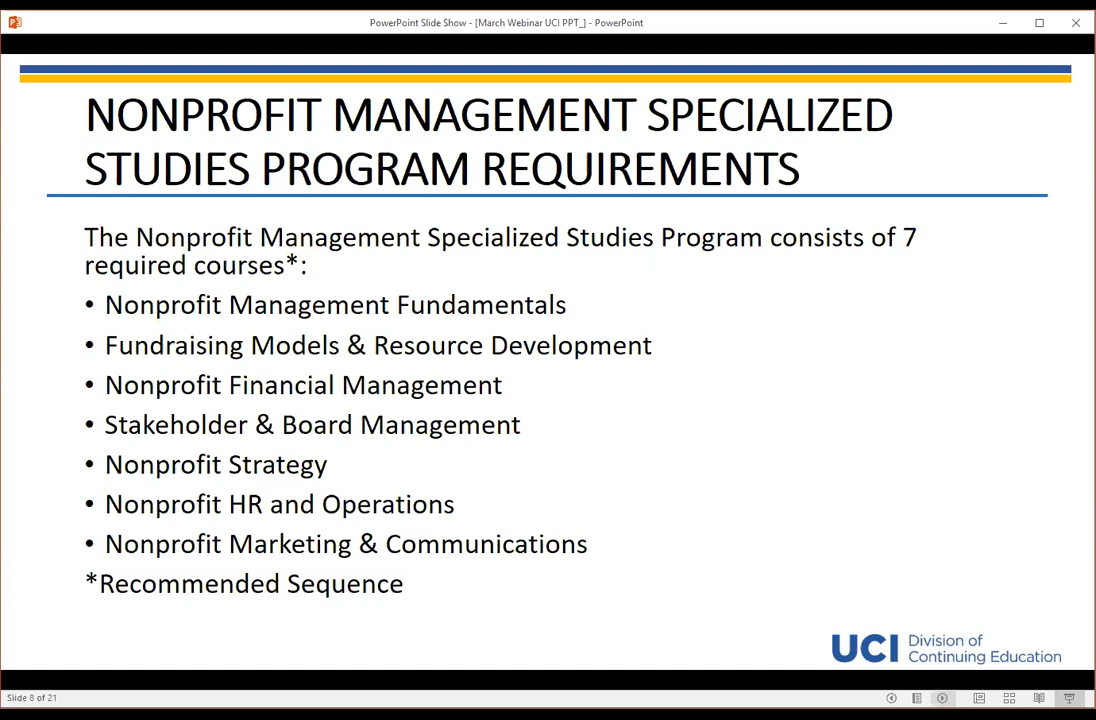 PowerPoint Slide Show - [March Webinar UCI PPT_] - PowerPoint
NONPROFIT MANAGEMENT SPECIALIZED
STUDIES PROGRAM REQUIREMENTS
The Nonprofit Management Specialized Studies Program consists of 7
required courses*:
• Nonprofit Management Fundamentals
• Fundraising Models & Resource Development
• Nonprofit Financial Management
• Stakeholder & Board Management
• Nonprofit Strategy
• Nonprofit HR and Operations
• Nonprofit Marketing & Communications
*Recommended Sequence
UCI Division of
Continuing Education
Slide 8 of 21